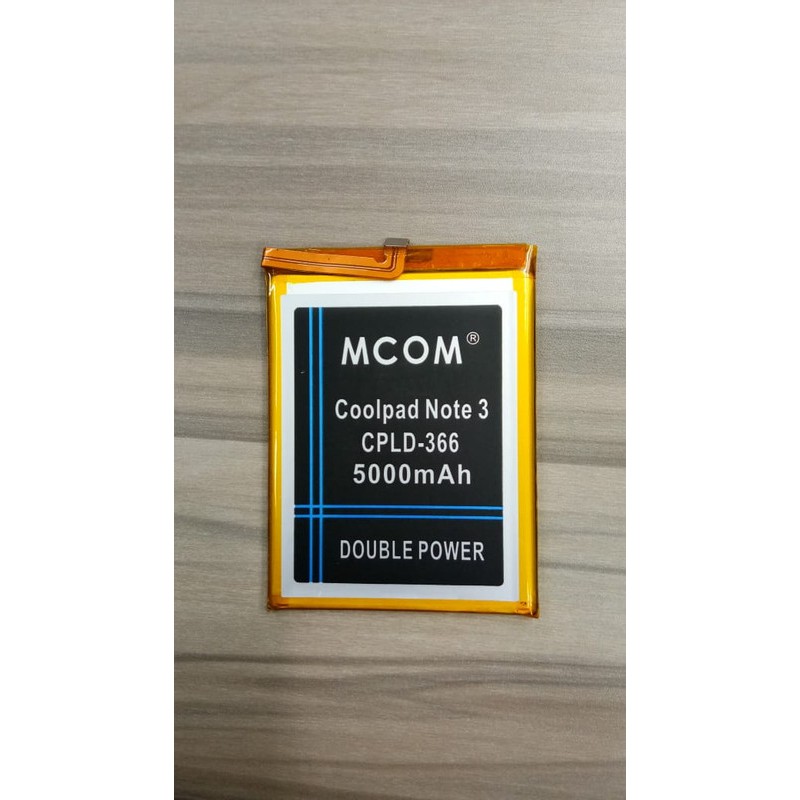 MCOM®
Coolpad Note 3
CPLD-366
5000mAh
DOUBLE POWER